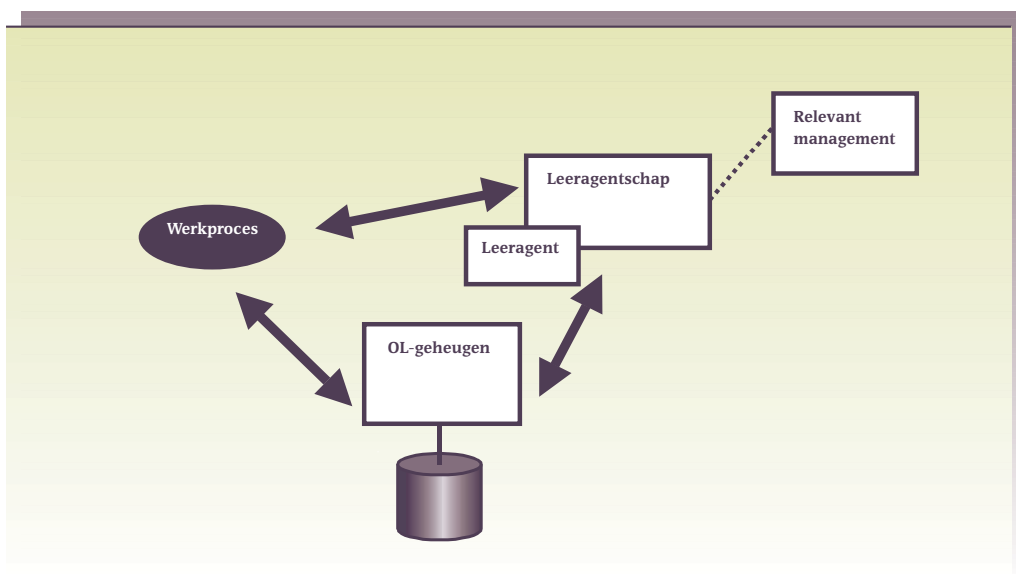 Relevant
management
Leeragentschap
Werkproces
Leeragent
OL-geheugen